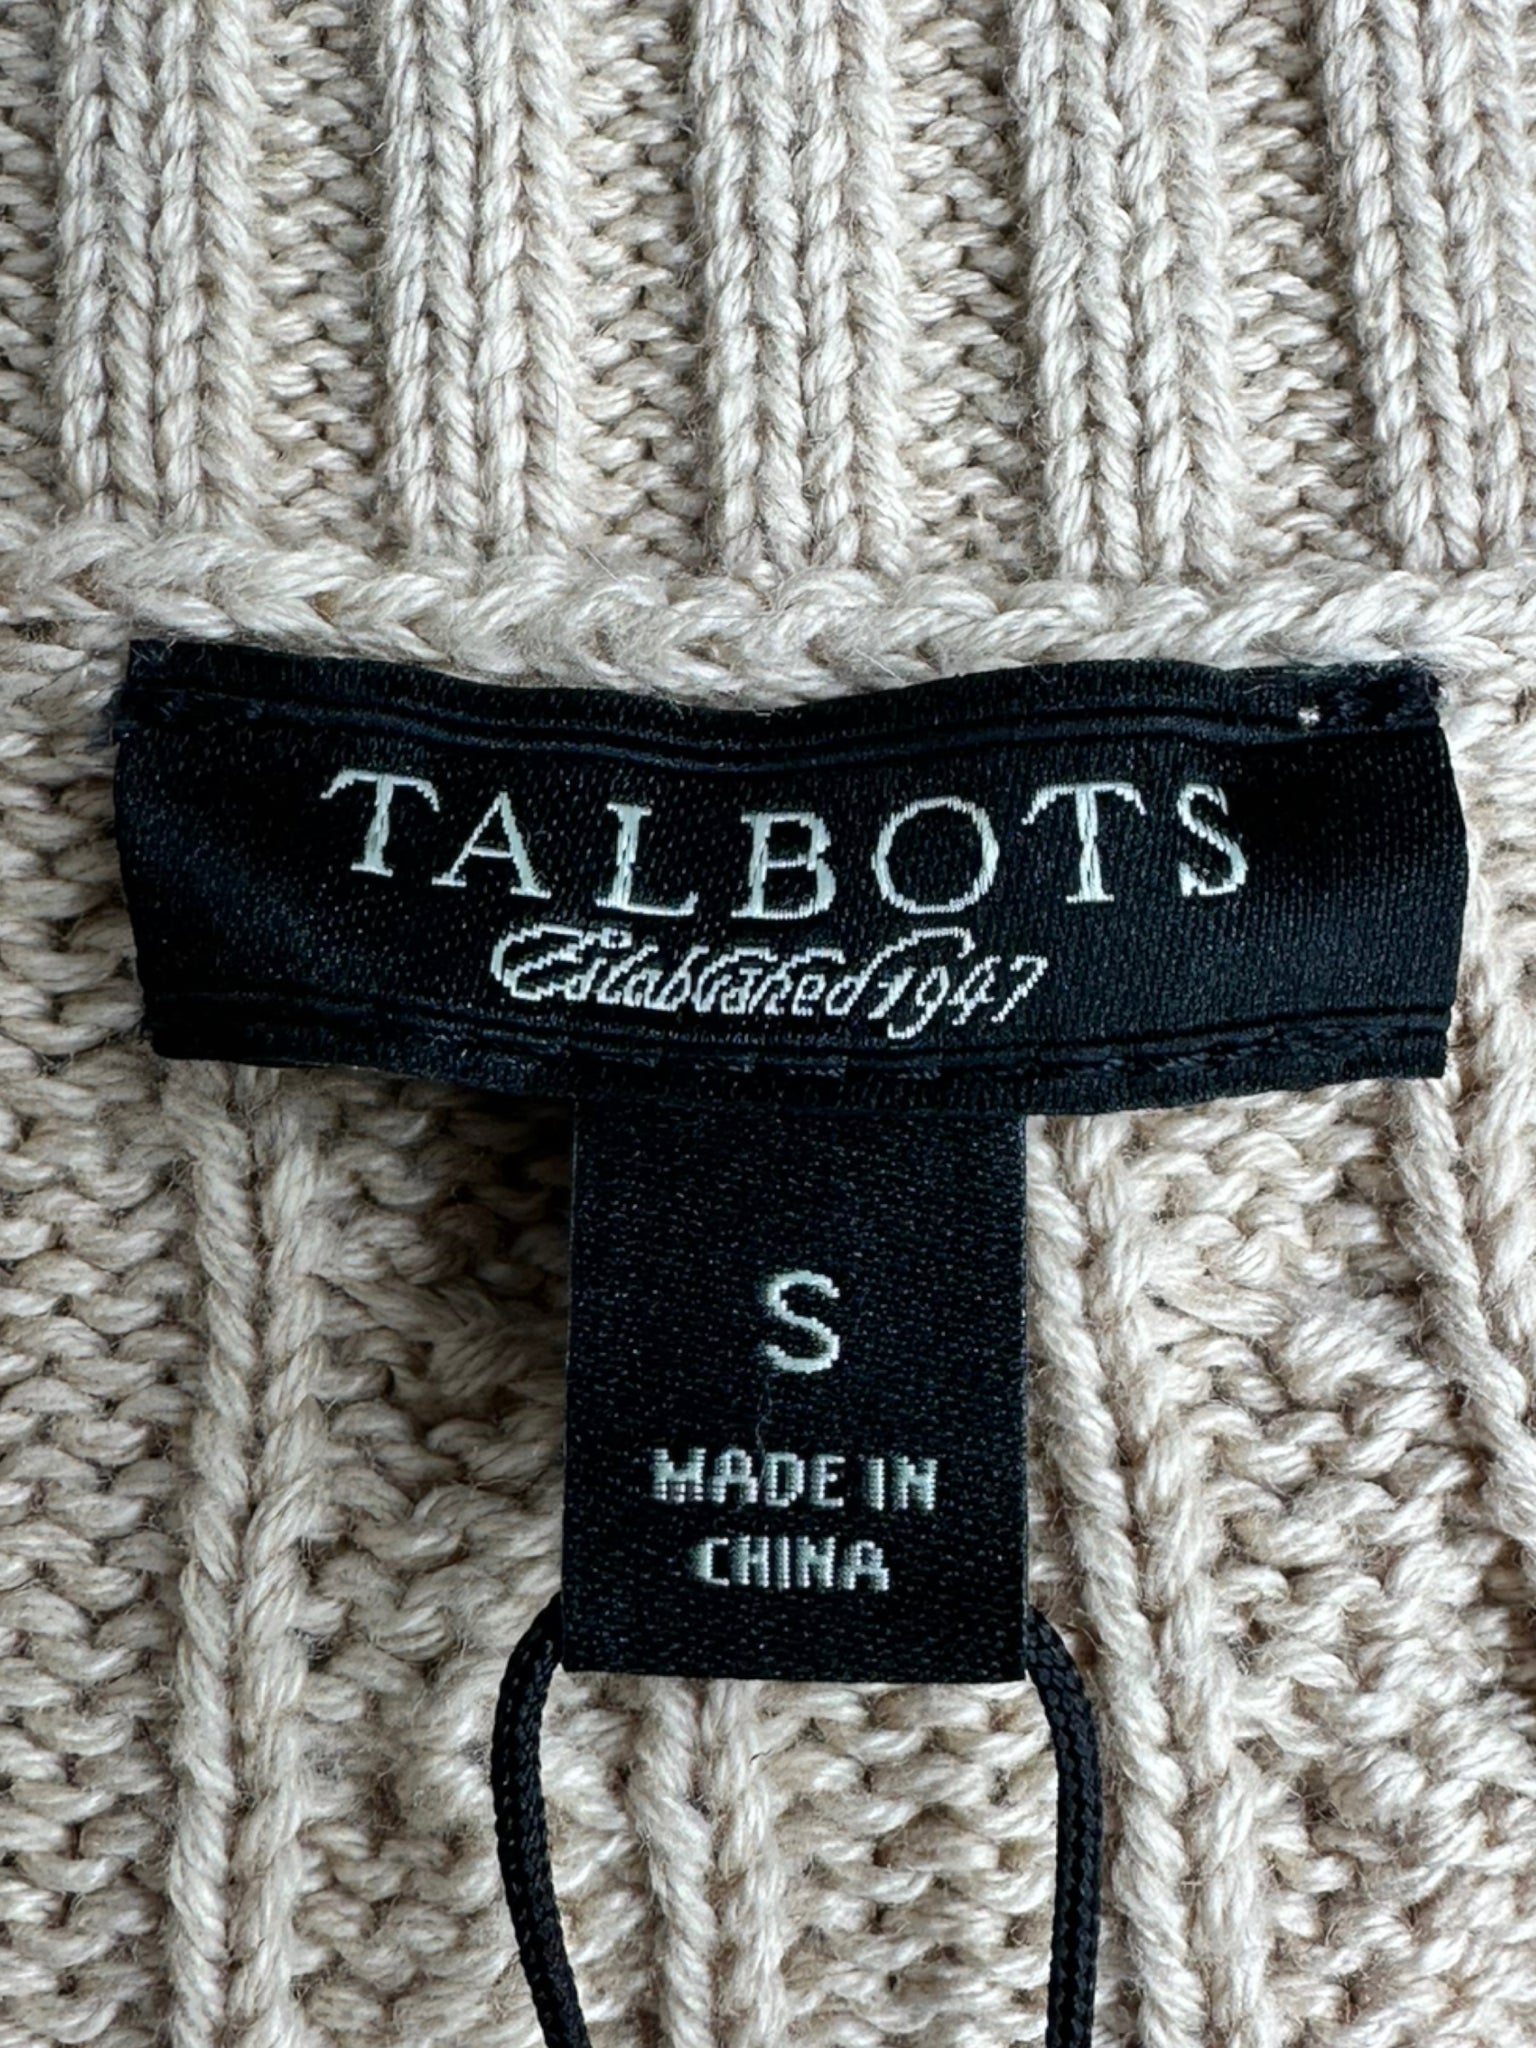 TALBOTS
Established 1947
S
MADE IN
CHINA